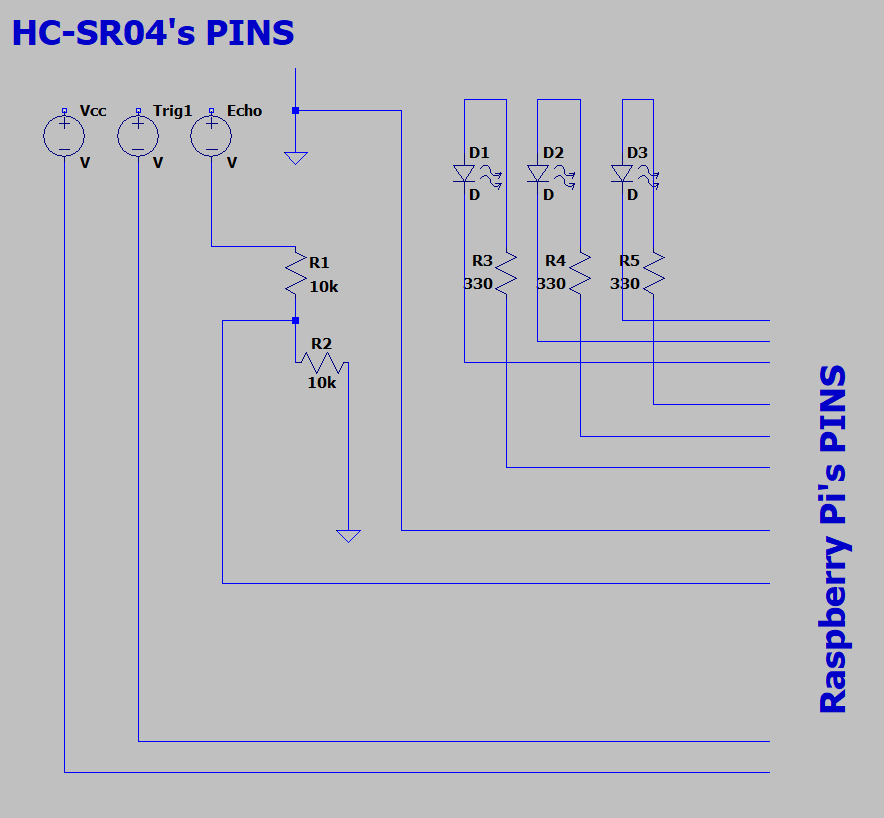 HC-SR04's PINS
Vcc
V
Trig1
V
Echo
V
D1
D
D2
D
D3
D
R1
10k
R2
10k
R3
330
R4
330
R5
330
Raspberry Pi's PINS